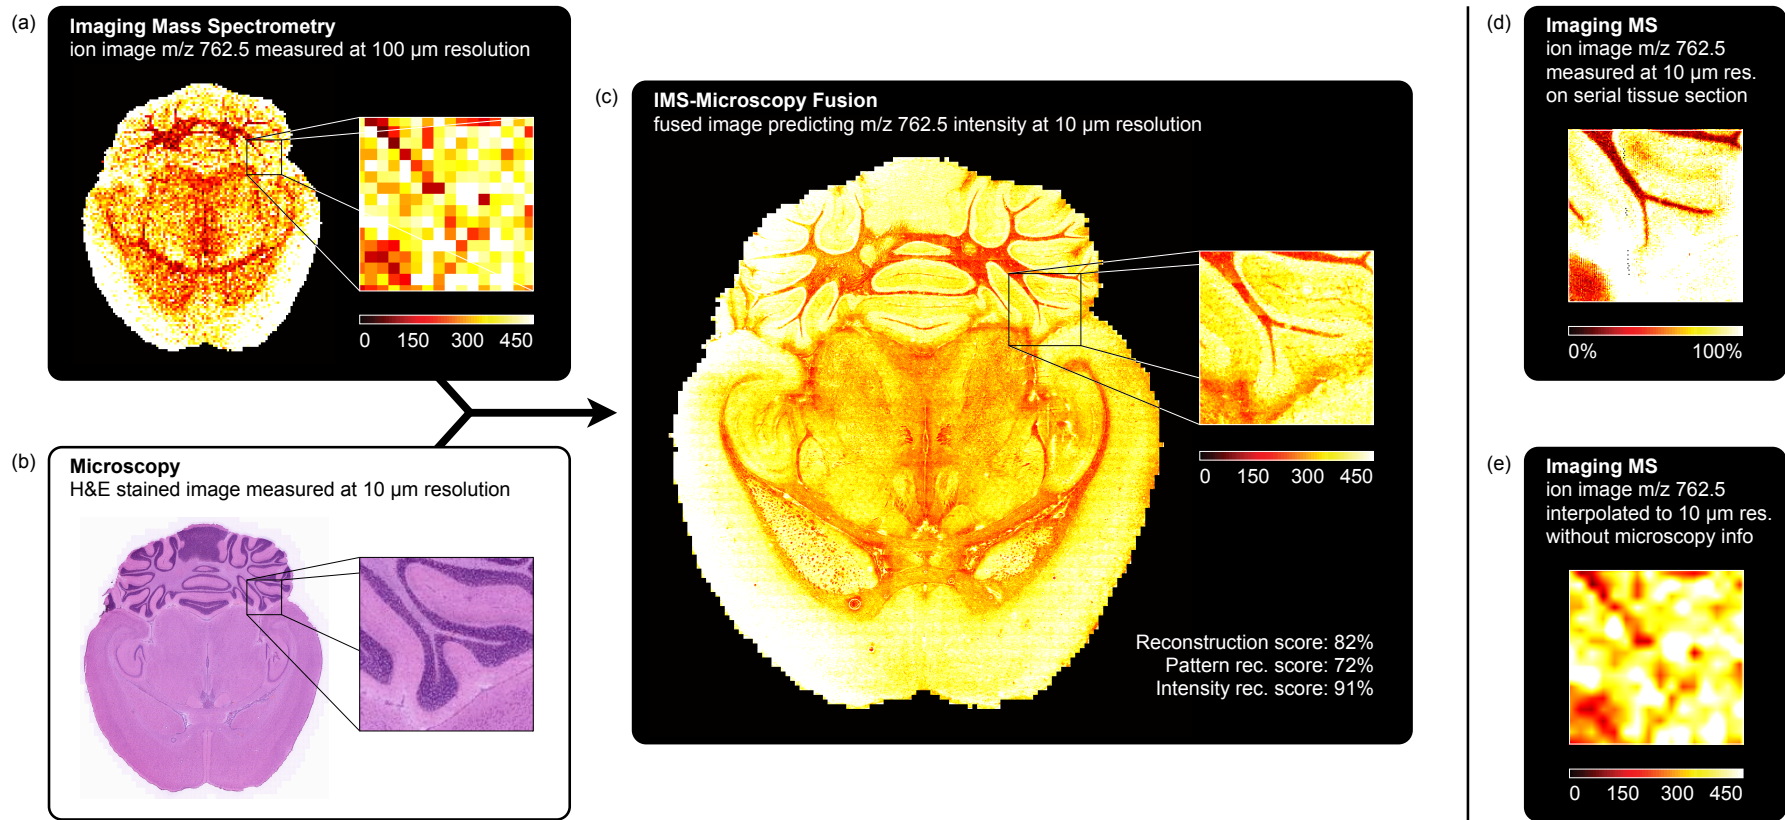 (a)
Imaging Mass Spectrometry
ion image m/z 762.5 measured at 100 µm resolution
0 150 300 450
(b)
Microscopy
H&E stained image measured at 10 µm resolution
(c)
IMS-Microscopy Fusion
fused image predicting m/z 762.5 intensity at 10 µm resolution
0 150 300 450
Reconstruction score: 82%
Pattern rec. score: 72%
Intensity rec. score: 91%
(d)
Imaging MS
ion image m/z 762.5
measured at 10 µm res.
on serial tissue section
0% 100%
(e)
Imaging MS
ion image m/z 762.5
interpolated to 10 µm res.
without microscopy info
0 150 300 450